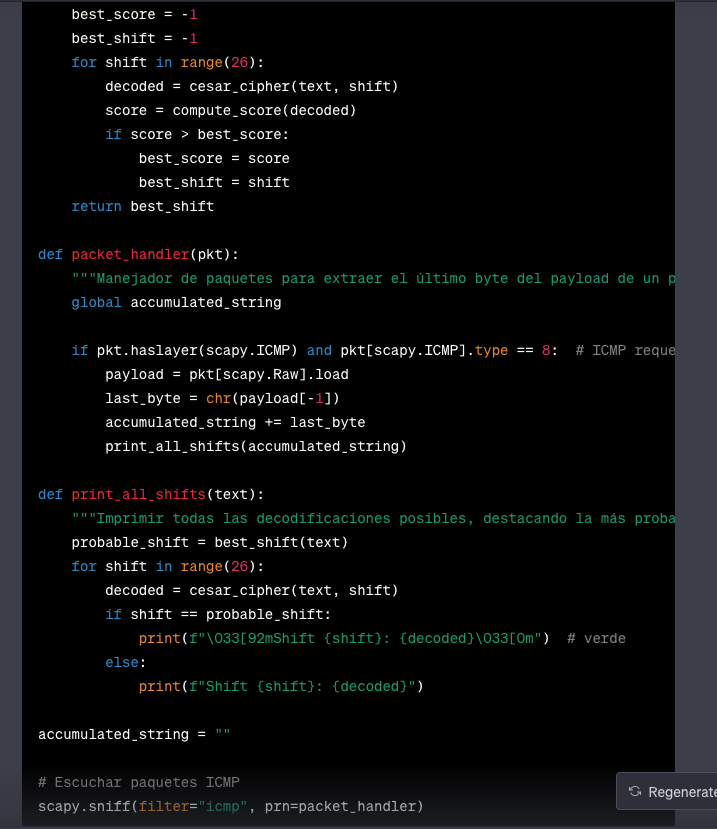 best_score = -1
    best_shift = -1
    for shift in range(26):
        decoded = cesar_cipher(text, shift)
        score = compute_score(decoded)
        if score > best_score:
            best_score = score
            best_shift = shift
    return best_shift

def packet_handler(pkt):
    """Manejador de paquetes para extraer el último byte del payload de un p
    global accumulated_string

    if pkt.haslayer(scapy.ICMP) and pkt[scapy.ICMP].type == 8:  # ICMP reque
        payload = pkt[scapy.Raw].load
        last_byte = chr(payload[-1])
        accumulated_string += last_byte
        print_all_shifts(accumulated_string)

def print_all_shifts(text):
    """Imprimir todas las decodificaciones posibles, destacando la más proba
    probable_shift = best_shift(text)
    for shift in range(26):
        decoded = cesar_cipher(text, shift)
        if shift == probable_shift:
            print(f"\033[92mShift {shift}: {decoded}\033[0m")  # verde
        else:
            print(f"Shift {shift}: {decoded}")

accumulated_string = ""

# Escuchar paquetes ICMP
Regenerate
scapy.sniff(filter="icmp", prn=packet_handler)